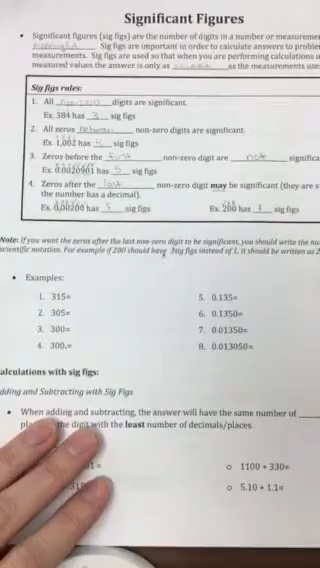 Significant Figures
• Significant figures (sig figs) are the number of digits in a number or measuremen
Sig figs are important in order to calculate answers to proble
measurements. Sig figs are used so that when you are performing calculations u
measured values the answer is only as as the measurements use
Sig figs rules:
1. All non-zero digits are significant.
Ex. 384 has 3 sig figs
2. All zeros between non-zero digits are significant.
Ex. 1,002 has sig figs
3. Zeros before the first non-zero digit are not significa
Ex. 0.0020901 has 5 sig figs
4. Zeros after the last non-zero digit may be significant (they are s
the number has a decimal).
Ex. 0.00200 has 3 sig figs Ex. 200 has 1 sig figs
Note: If you want the zeros after the last non-zero digit to be significant, you should write the nu
scientific notation. For example if 200 should have 3sig figs instead of 1, it should be written as 2
• Examples:
1. 315=
2. 305=
3. 300=
4. 300.=
5. 0.135=
6. 0.1350=
7. 0.01350=
8. 0.013050=
alculations with sig figs:
dding and Subtracting with Sig Figs
• When adding and subtracting, the answer will have the same number of
the digit with the least number of decimals/places.
o 1100 + 330=
o 5.10 + 1.1=